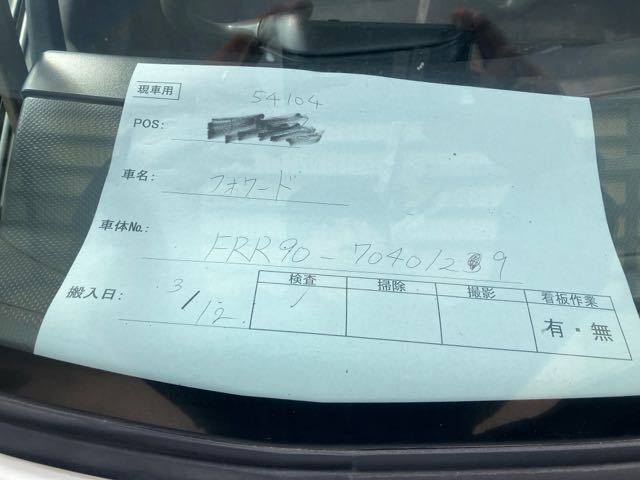 現車用
54104
POS:
車名: フォワード
車体No.: FRR90-7040129
搬入日: 3/12
検査 掃除 撮影 看板作業
有・無